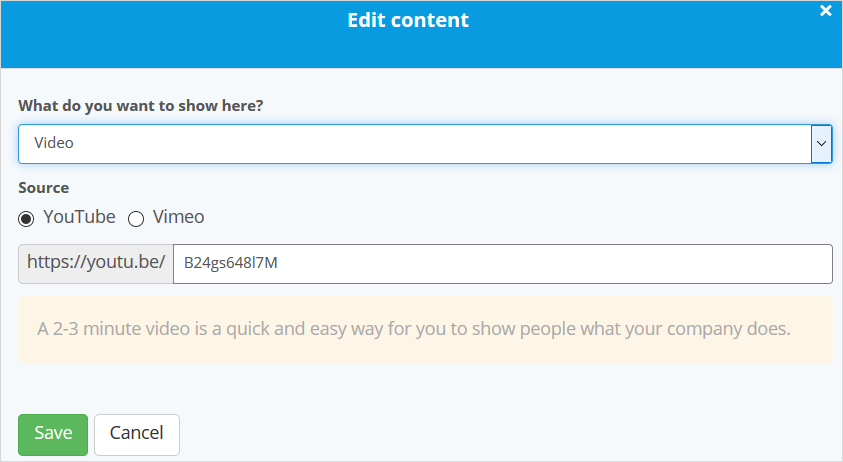 Edit content
What do you want to show here?
Video
Source
YouTube Vimeo
https://youtu.be/ B24gs648l7M
A 2-3 minute video is a quick and easy way for you to show people what your company does.
Save Cancel